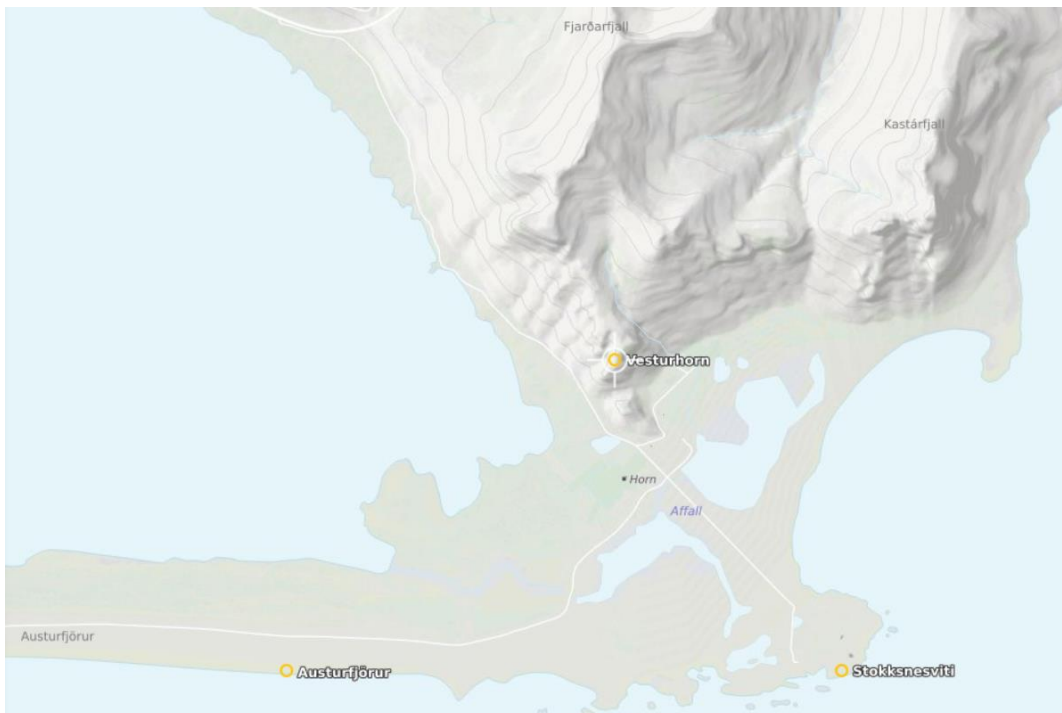 Fjarðarfjall
Kastárfjall
Vesturhorn
Horn
Affall
Austurfjörur
Austurfjörur
Stokksnesviti